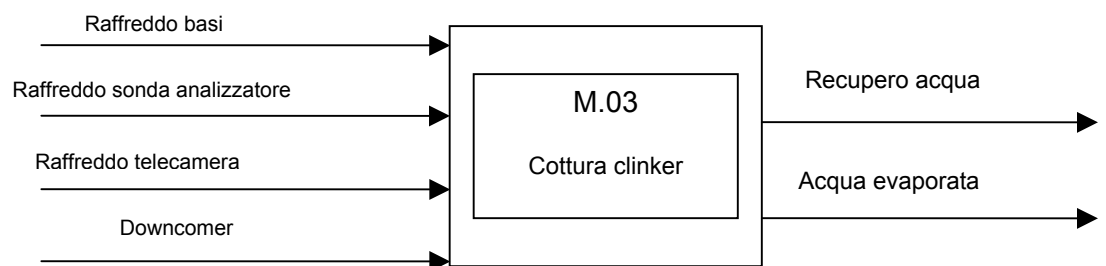 Raffreddo basi
Raffreddo sonda analizzatore
Raffreddo telecamera
Downcomer
M.03
Cottura clinker
Recupero acqua
Acqua evaporata